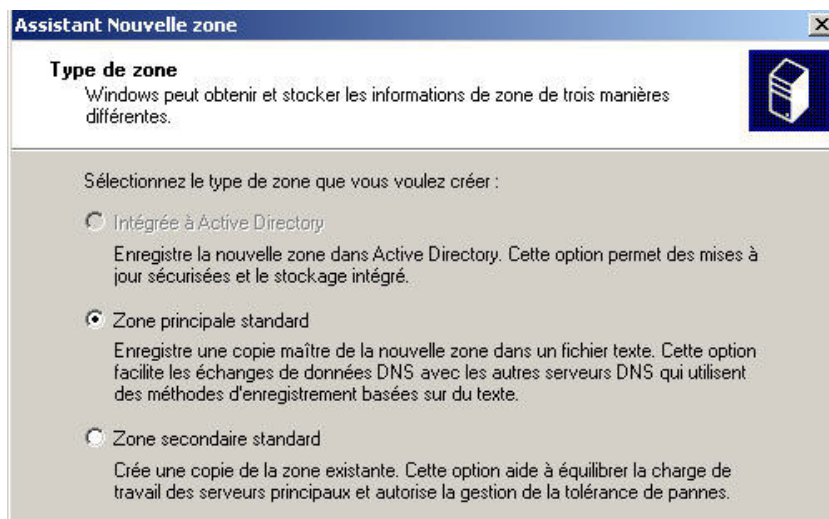 Assistant Nouvelle zone
Type de zone
Windows peut obtenir et stocker les informations de zone de trois manières
différentes.
Sélectionnez le type de zone que vous voulez créer :
Intégrée à Active Directory
Enregistre la nouvelle zone dans Active Directory. Cette option permet des mises à
jour sécurisées et le stockage intégré.
Zone principale standard
Enregistre une copie maître de la nouvelle zone dans un fichier texte. Cette option
facilite les échanges de données DNS avec les autres serveurs DNS qui utilisent
des méthodes d'enregistrement basées sur du texte.
Zone secondaire standard
Crée une copie de la zone existante. Cette option aide à équilibrer la charge de
travail des serveurs principaux et autorise la gestion de la tolérance de pannes.